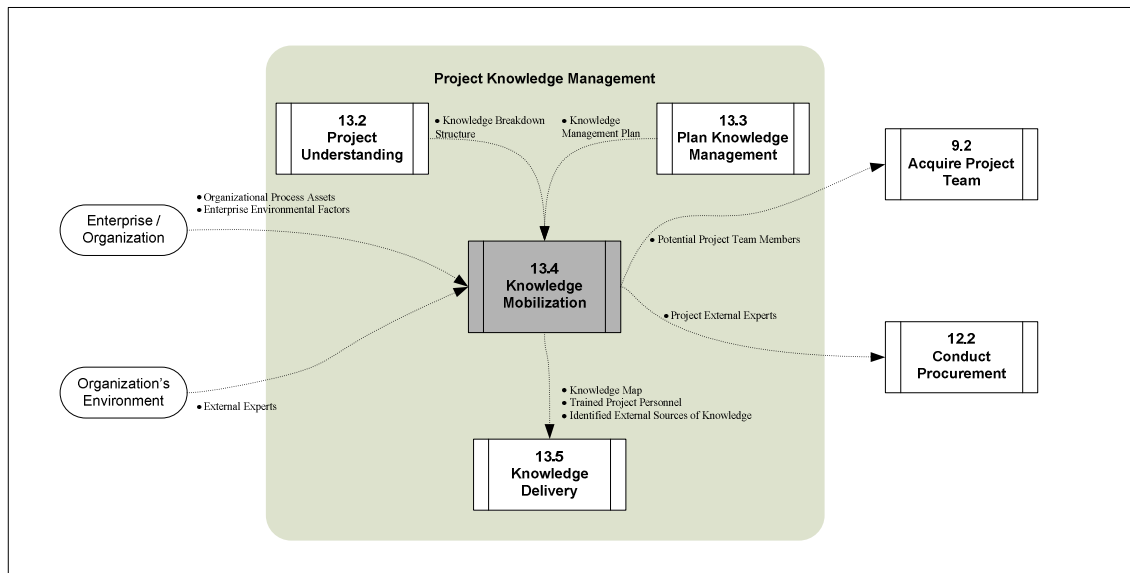 Project Knowledge Management
13.2
Project
Understanding
● Knowledge Breakdown
Structure
● Knowledge
Management Plan
13.3
Plan Knowledge
Management
9.2
Acquire Project
Team
● Organizational Process Assets
● Enterprise Environmental Factors
Enterprise /
Organization
● Potential Project Team Members
13.4
Knowledge
Mobilization
● Project External Experts
12.2
Conduct
Procurement
Organization's
Environment
● External Experts
● Knowledge Map
● Trained Project Personnel
● Identified External Sources of Knowledge
13.5
Knowledge
Delivery